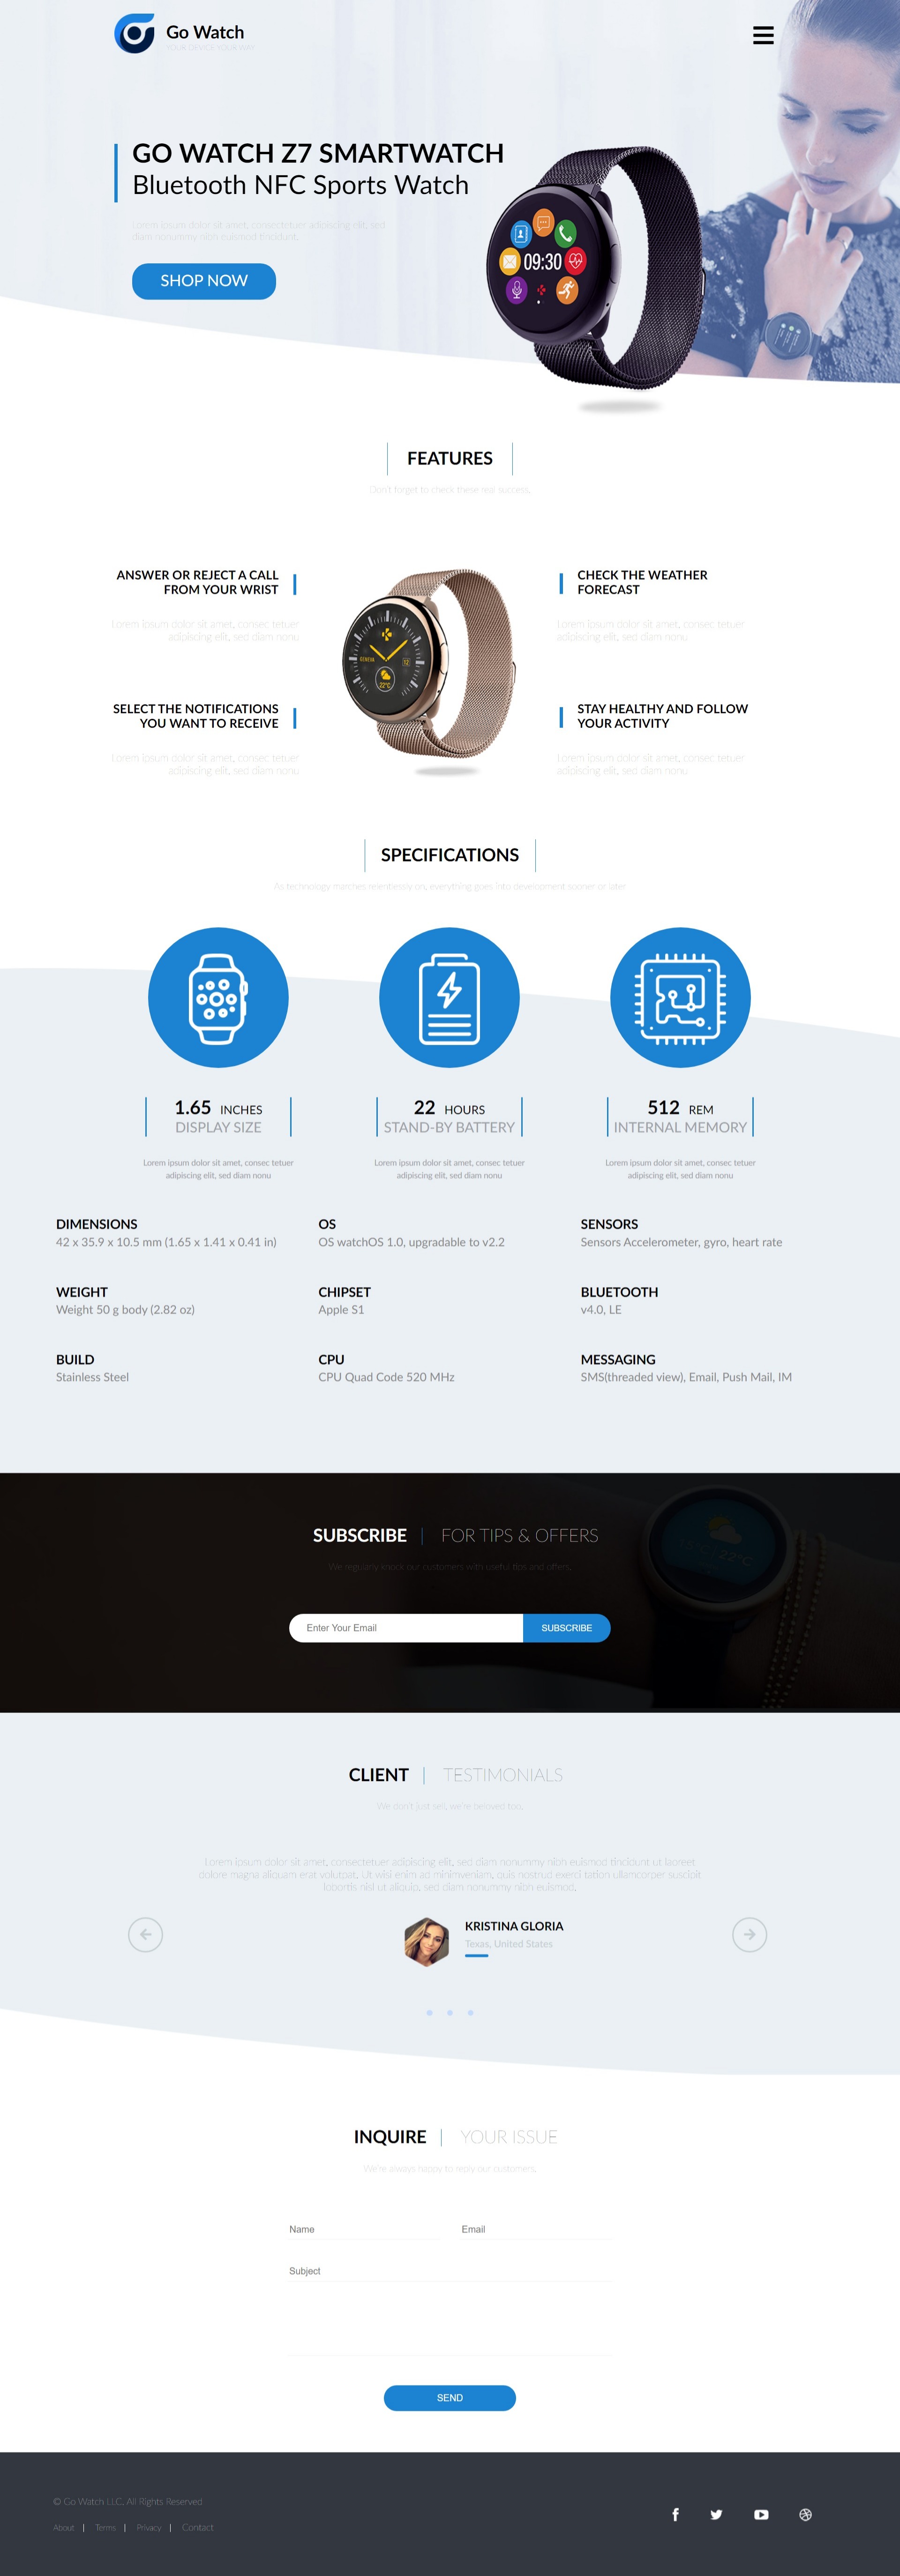 Go Watch
YOUR DEVICE YOUR WAY
GO WATCH Z7 SMARTWATCH
Bluetooth NFC Sports Watch
Lorem ipsum dolor sit amet, consectetuer adipiscing elit, sed
diam nonummy nibh euismod tincidunt.
SHOP NOW
09:30
FEATURES
Don't forget to check these real success.
ANSWER OR REJECT A CALL
FROM YOUR WRIST
Lorem ipsum dolor sit amet, consec tetuer
adipiscing elit, sed diam nonu
CHECK THE WEATHER
FORECAST
Lorem ipsum dolor sit amet, consec tetuer
adipiscing elit, sed diam nonu
GENEVA
12
22°C
SELECT THE NOTIFICATIONS
YOU WANT TO RECEIVE
Lorem ipsum dolor sit amet, consec tetuer
adipiscing elit, sed diam nonu
STAY HEALTHY AND FOLLOW
YOUR ACTIVITY
Lorem ipsum dolor sit amet, consec tetuer
adipiscing elit, sed diam nonu
SPECIFICATIONS
As technology matches relentlessly on, everything goes into development sooner or later
1.65 INCHES
DISPLAY SIZE
Lorem ipsum dolor sit amet, consec tetuer
adipiscing elit, sed diam nonu
22 HOURS
STAND-BY BATTERY
Lorem ipsum dolor sit amet, consec tetuer
adipiscing elit, sed diam nonu
512 REM
INTERNAL MEMORY
Lorem ipsum dolor sit amet, consec tetuer
adipiscing elit, sed diam nonu
DIMENSIONS
42 x 35.9 x 10.5 mm (1.65 x 1.41 x 0.41 in)
OS
OS watchOS 1.0, upgradable to v2.2
SENSORS
Sensors Accelerometer, gyro, heart rate
WEIGHT
Weight 50 g body (2.82 oz)
CHIPSET
Apple S1
BLUETOOTH
v4.0, LE
BUILD
Stainless Steel
CPU
CPU Quad Code 520 MHz
MESSAGING
SMS(threaded view), Email, Push Mail, IM
SUBSCRIBE FOR TIPS & OFFERS
We regularly knock our customers with useful tips and offers.
22°C
Enter Your Email
SUBSCRIBE
CLIENT TESTIMONIALS
We don't just sell, we're beloved too.
Lorem ipsum dolor sit amet, consectetuer adipiscing elit, sed diam nonummy nibh euismod tincidunt ut laoreet
dolore magna aliquam erat volutpat. Ut wisi enim ad minimveniam, quis nostrud exerci tation ullamcorper suscipit
lobortis nisl ut aliquip, sed diam nonummy nibh euismod.
KRISTINA GLORIA
Texas, United States
INQUIRE YOUR ISSUE
We're always happy to reply our customers.
Name
Email
Subject
SEND
© Go Watch LLC. All Rights Reserved
About | Terms | Privacy | Contact